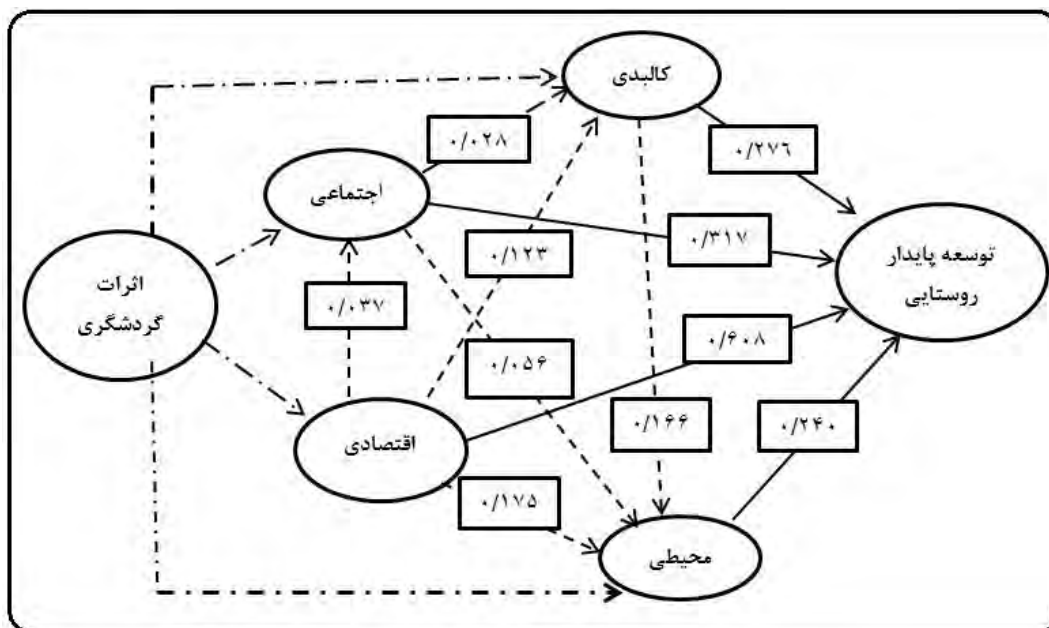 کالبدی
۰/۰۲۸
۰/۲۷۶
اجتماعی
۰/۳۱۷
توسعه پایدار
روستایی
۰/۱۲۳
اثرات
گردشگری
۰/۰۳۷
۰/۶۰۸
۰/۰۵۶
۰/۱۶۶
۰/۲۴۰
اقتصادی
۰/۱۷۵
محیطی